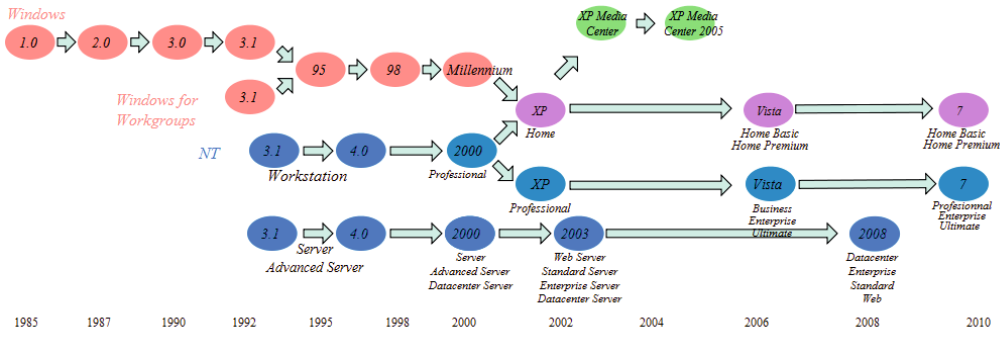 Windows
1.0
2.0
3.0
3.1
XP Media
Center
XP Media
Center 2005
95
98
Millennium
3.1
Windows for
Workgroups
XP
Home
Vista
Home Basic
Home Premium
7
Home Basic
Home Premium
NT
3.1
4.0
Workstation
2000
Professional
XP
Professional
Vista
Business
Enterprise
Ultimate
7
Profesionnal
Enterprise
Ultimate
3.1
4.0
Server
Advanced Server
2000
Server
Advanced Server
Datacenter Server
2003
Web Server
Standard Server
Enterprise Server
Datacenter Server
2008
Datacenter
Enterprise
Standard
Web
1985 1987 1990 1992 1995 1998 2000 2002 2004 2006 2008 2010